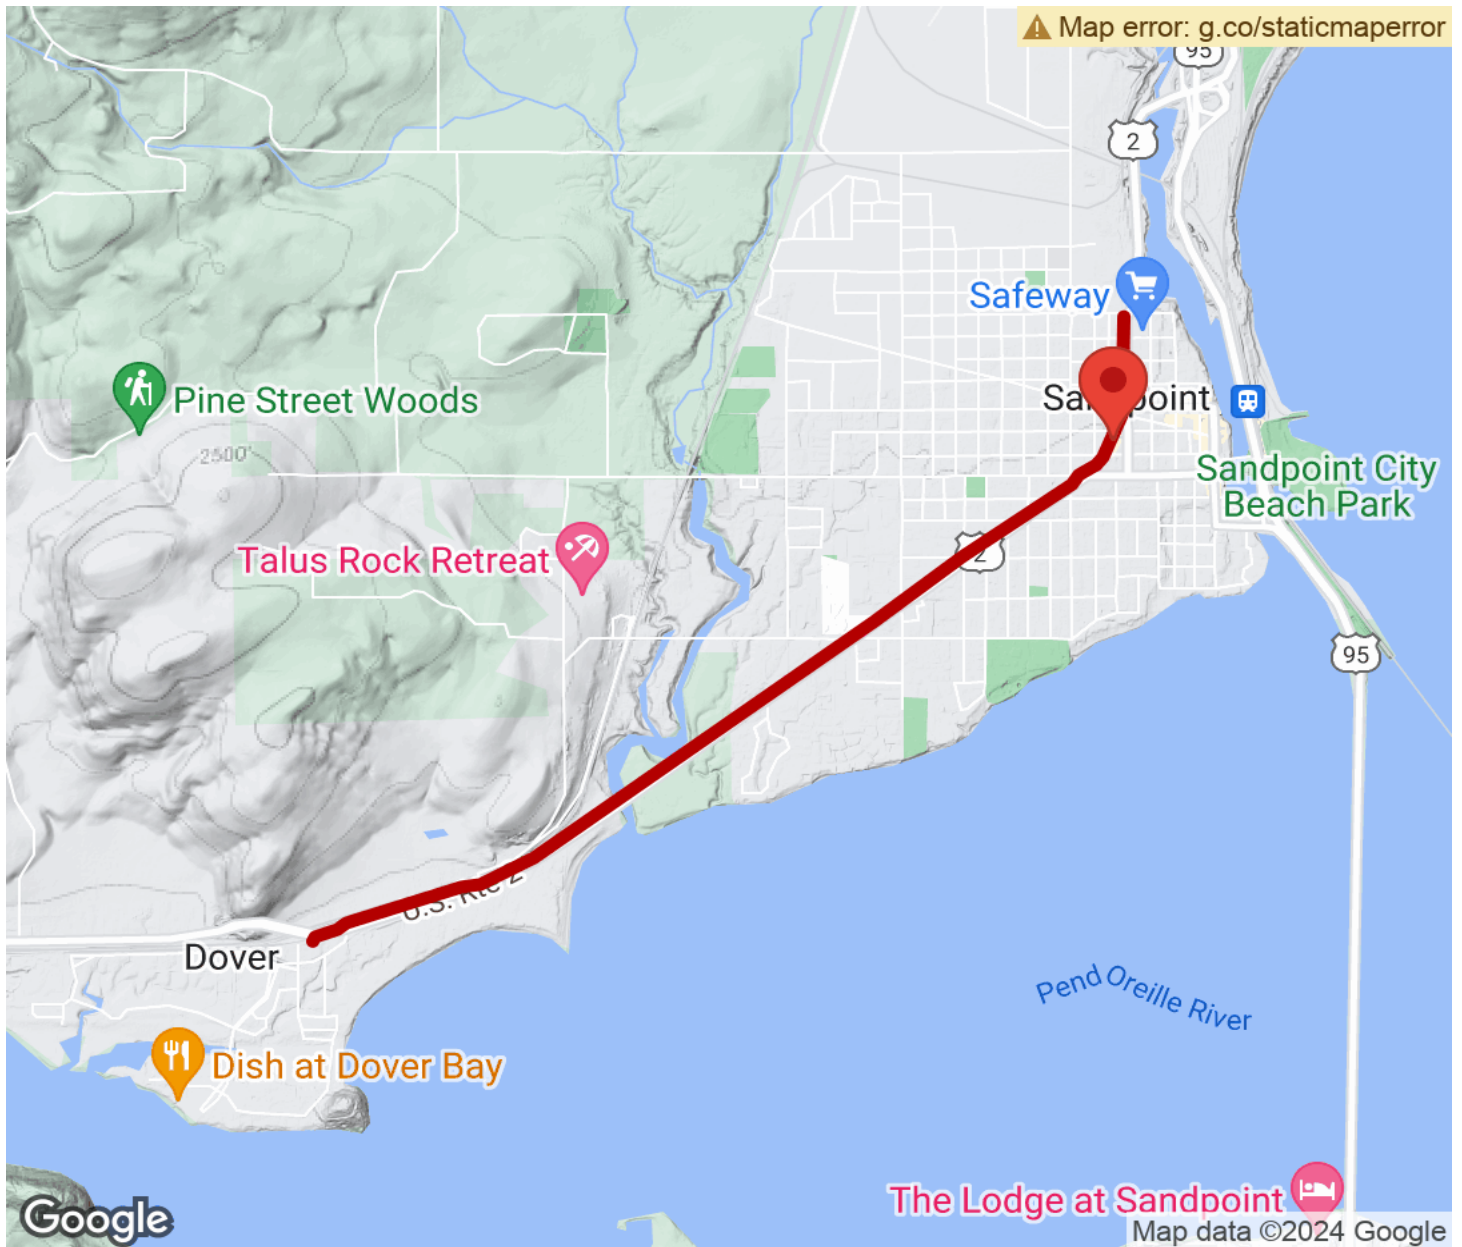 Map error: g.co/staticmaperror
95
2
Safeway
Sandpoint
Pine Street Woods
2500'
Sandpoint City
Beach Park
Talus Rock Retreat
2
95
U.S. Rte 2
Dover
Pend Oreille River
Dish at Dover Bay
The Lodge at Sandpoint
Google
Map data ©2024 Google